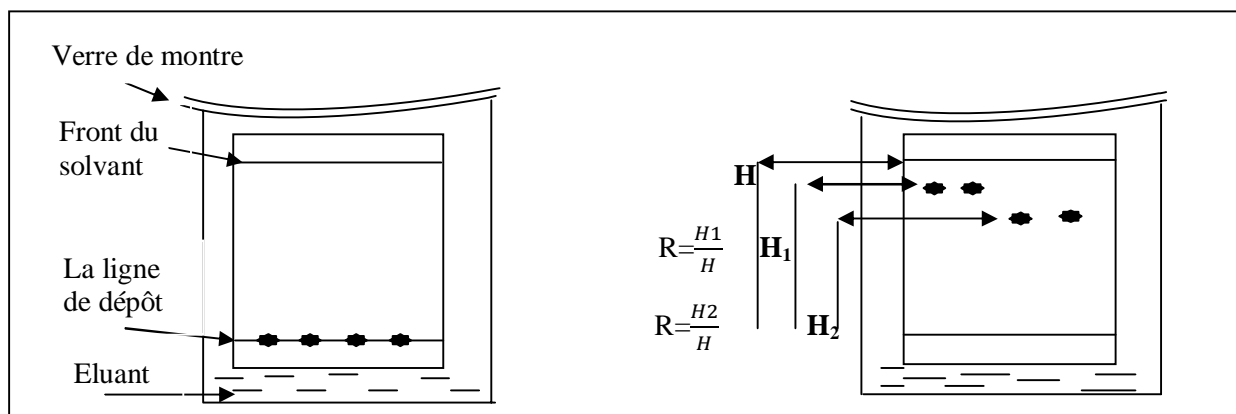 Verre de montre
Front du
solvant
La ligne
de dépôt
Eluant
H
R=H1/H
H₁
R=H2/H
H₂